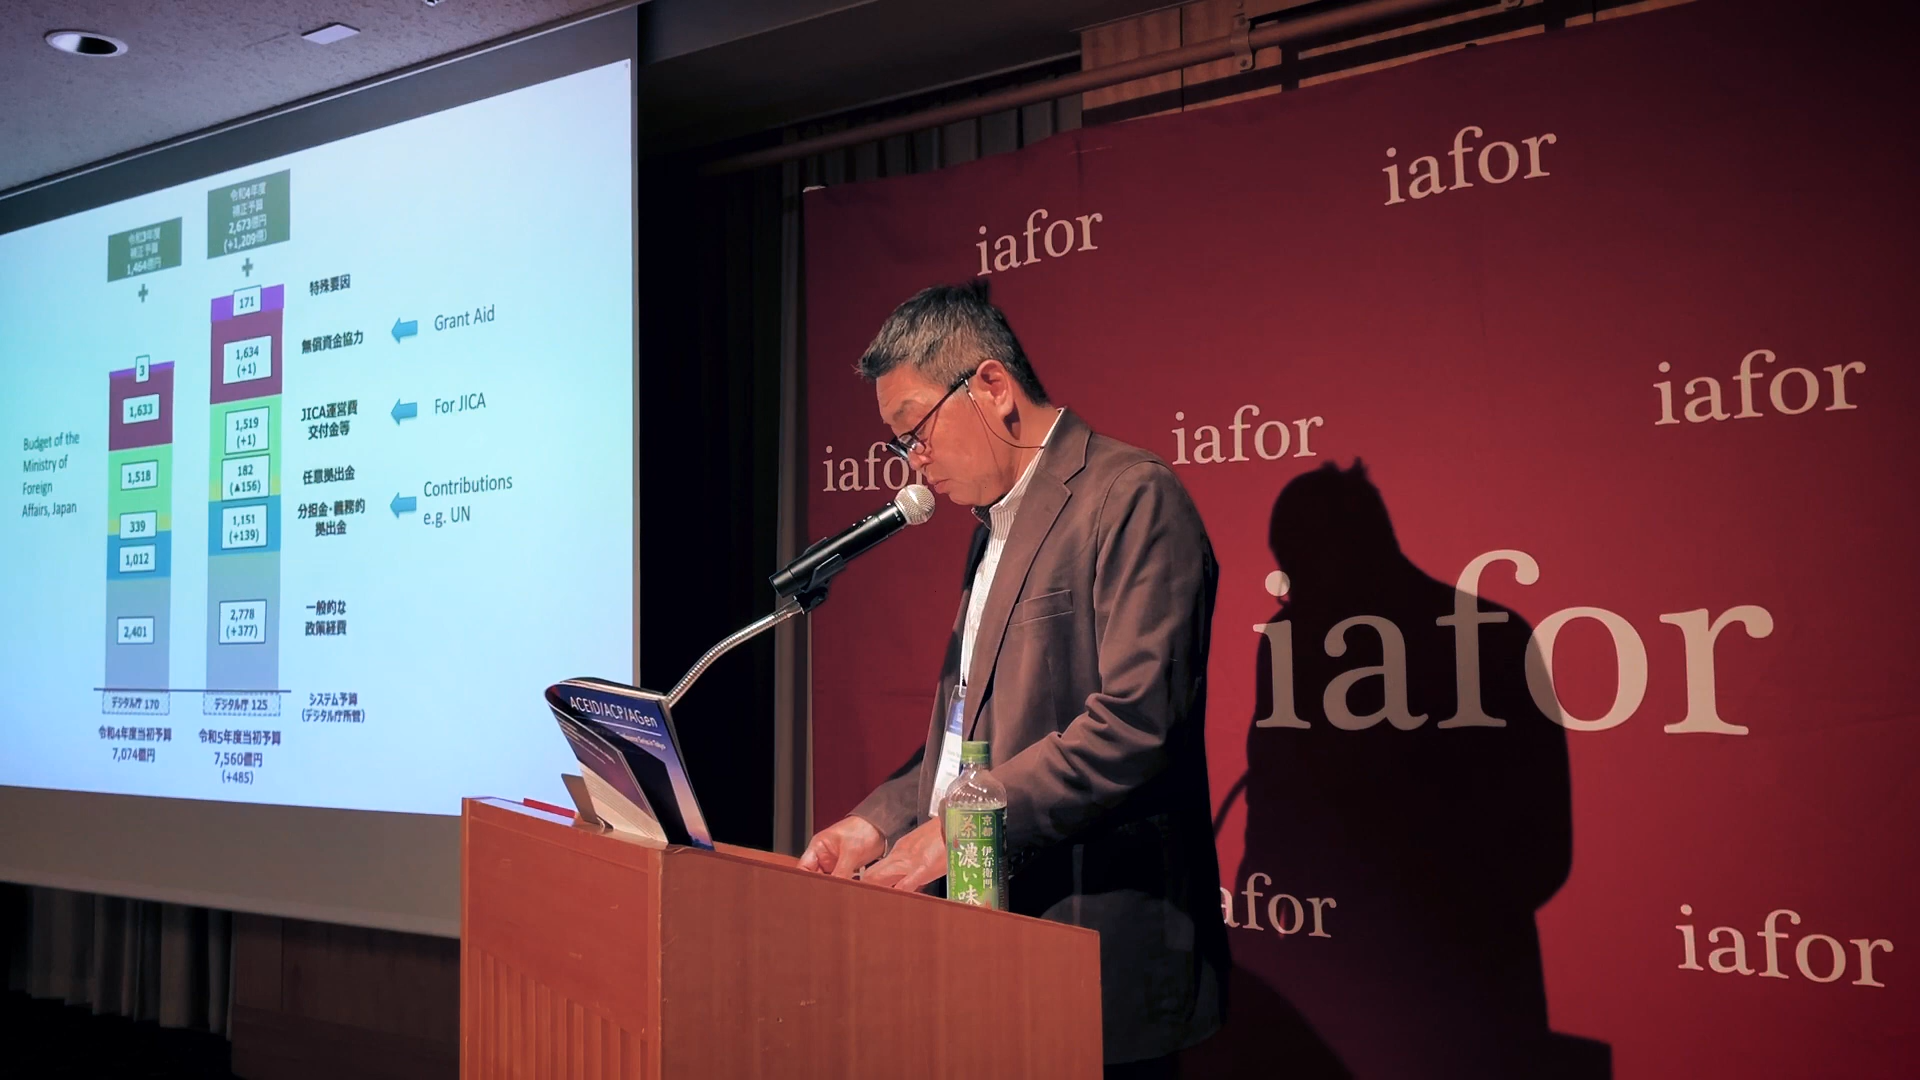 令和3年度
補正予算
1,464億円
+
令和4年度
補正予算
2,673億円
(+1,209億)
+
3
1,633
1,518
339
1,012
2,401
デジタル庁 170
令和4年度当初予算
7,074億円
171
1,634
(+1)
1,519
(+1)
182
(▲156)
1,151
(+139)
2,778
(+377)
デジタル庁 125
令和5年度当初予算
7,560億円
(+485)
特殊要因
無償資金協力
JICA運営費
交付金等
任意拠出金
分担金・義務的
拠出金
一般的な
政策経費
システム予算
(デジタル庁所管)
Grant Aid
For JICA
Contributions
e.g. UN
Budget of the
Ministry of
Foreign
Affairs, Japan
ACEID/ACP/AGen
iafor
iafor
iafor
iafor
iafo
iafor
afor
iafor
京都
茶
伊右衛門
濃い味